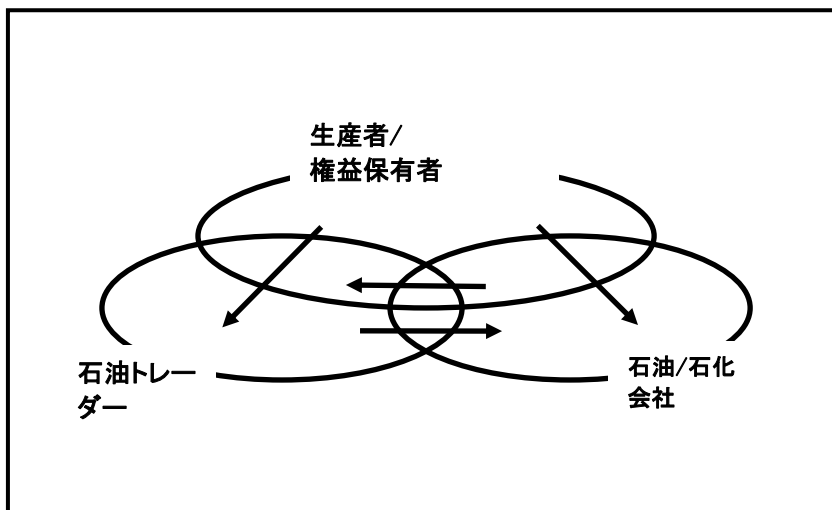 生産者/
権益保有者
石油トレー
ダー
石油/石化
会社